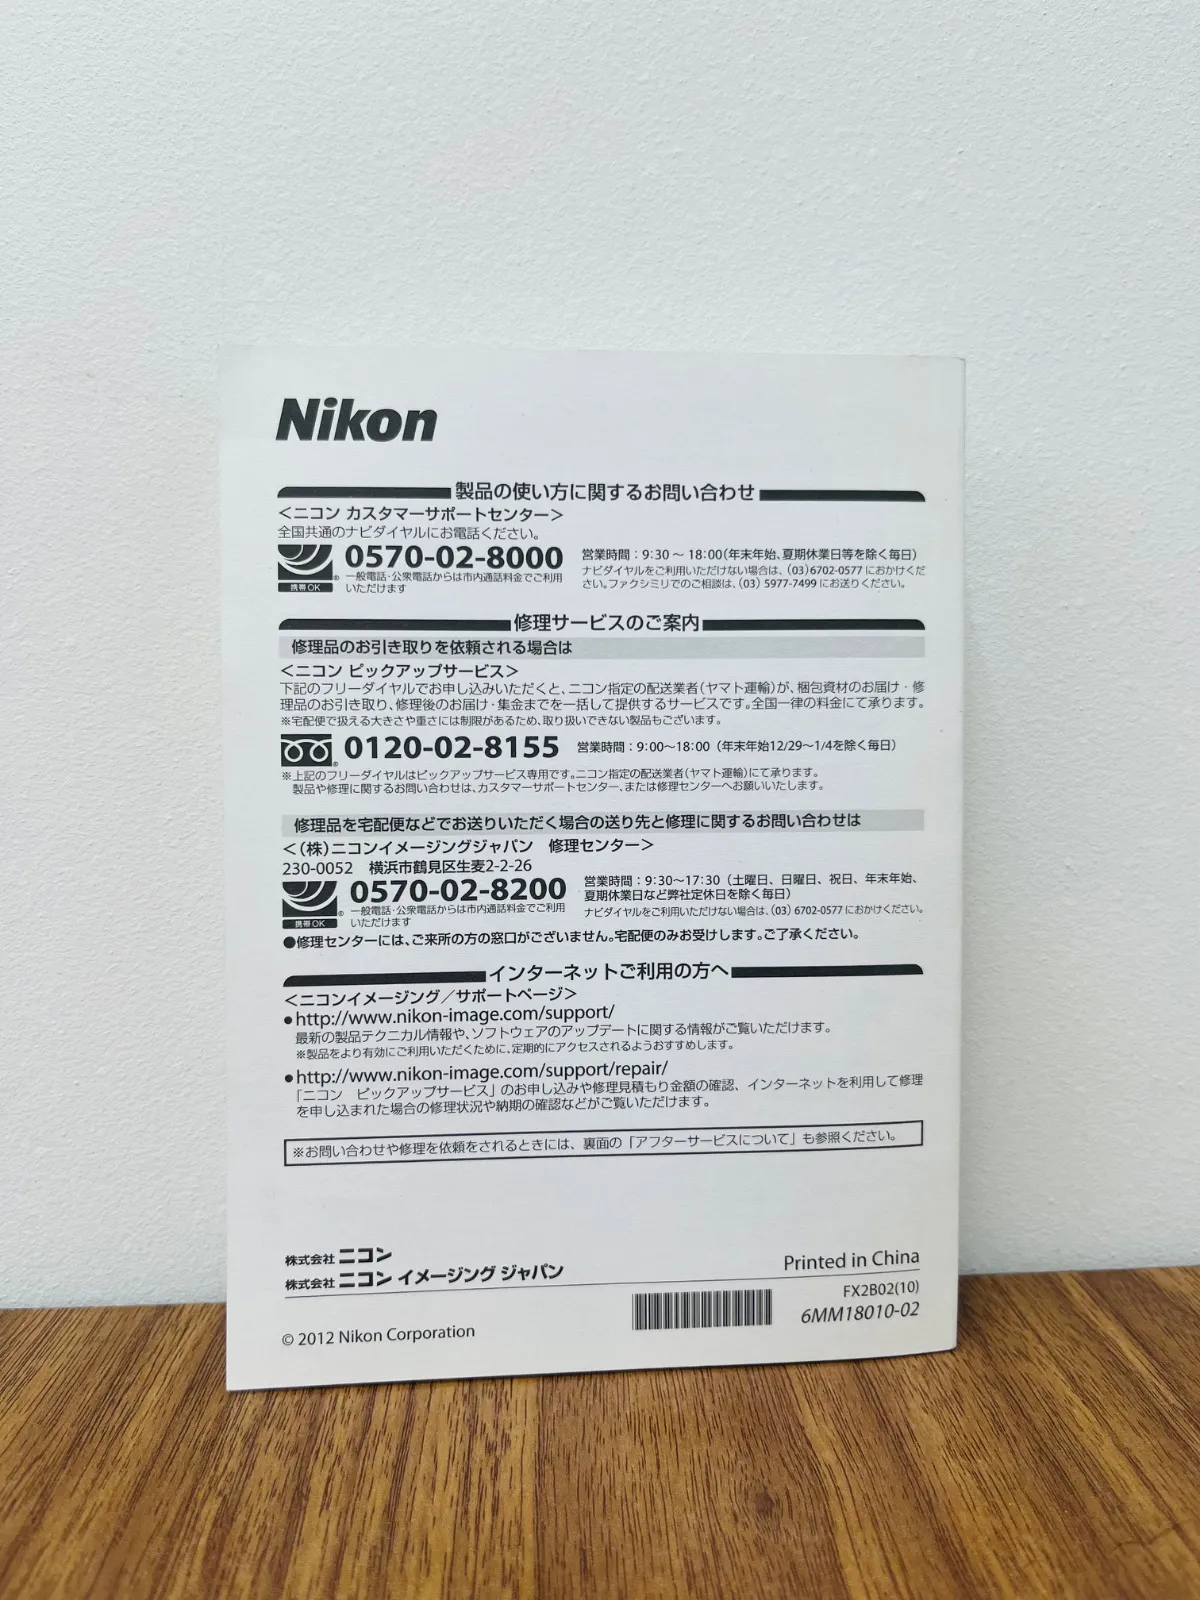 Nikon
製品の使い方に関するお問い合わせ
＜ニコン カスタマーサポートセンター＞
全国共通のナビダイヤルにお電話ください。
0570-02-8000
営業時間：9:30 ～ 18:00(年末年始、夏期休業日等を除く毎日)
ナビダイヤルをご利用いただけない場合は、(03)6702-0577 におかけくだ
さい。ファクシミリでのご相談は、(03) 5977-7499 にお送りください。
携帯OK
一般電話・公衆電話からは市内通話料金でご利用
いただけます
修理サービスのご案内
修理品のお引き取りを依頼される場合は
＜ニコン ピックアップサービス＞
下記のフリーダイヤルでお申し込みいただくと、ニコン指定の配送業者(ヤマト運輸)が、梱包資材のお届け・修
理品のお引き取り、修理後のお届け・集金までを一括して提供するサービスです。全国一律の料金にて承ります。
※宅配便で扱える大きさや重さには制限があるため、取り扱いできない製品もございます。
0120-02-8155
営業時間：9:00～18:00（年末年始12/29～1/4を除く毎日）
※上記のフリーダイヤルはピックアップサービス専用です。ニコン指定の配送業者(ヤマト運輸)にて承ります。
製品や修理に関するお問い合わせは、カスタマーサポートセンター、または修理センターへお願いいたします。
修理品を宅配便などでお送りいただく場合の送り先と修理に関するお問い合わせは
＜（株）ニコンイメージングジャパン　修理センター＞
230-0052　横浜市鶴見区生麦2-2-26
0570-02-8200
営業時間：9:30～17:30（土曜日、日曜日、祝日、年末年始、
夏期休業日など弊社定休日を除く毎日）
ナビダイヤルをご利用いただけない場合は、(03) 6702-0577 におかけください。
携帯OK
一般電話・公衆電話からは市内通話料金でご利用
いただけます
●修理センターには、ご来所の方の窓口がございません。宅配便のみお受けします。ご了承ください。
インターネットご利用の方へ
＜ニコンイメージング／サポートページ＞
●http://www.nikon-image.com/support/
最新の製品テクニカル情報や、ソフトウェアのアップデートに関する情報がご覧いただけます。
※製品をより有効にご利用いただくために、定期的にアクセスされるようおすすめします。
●http://www.nikon-image.com/support/repair/
「ニコン　ピックアップサービス」のお申し込みや修理見積もり金額の確認、インターネットを利用して修理
を申し込まれた場合の修理状況や納期の確認などがご覧いただけます。
※お問い合わせや修理を依頼をされるときには、裏面の「アフターサービスについて」も参照ください。
株式会社 ニコン
株式会社 ニコン イメージング ジャパン
Printed in China
FX2B02(10)
6MM18010-02
© 2012 Nikon Corporation